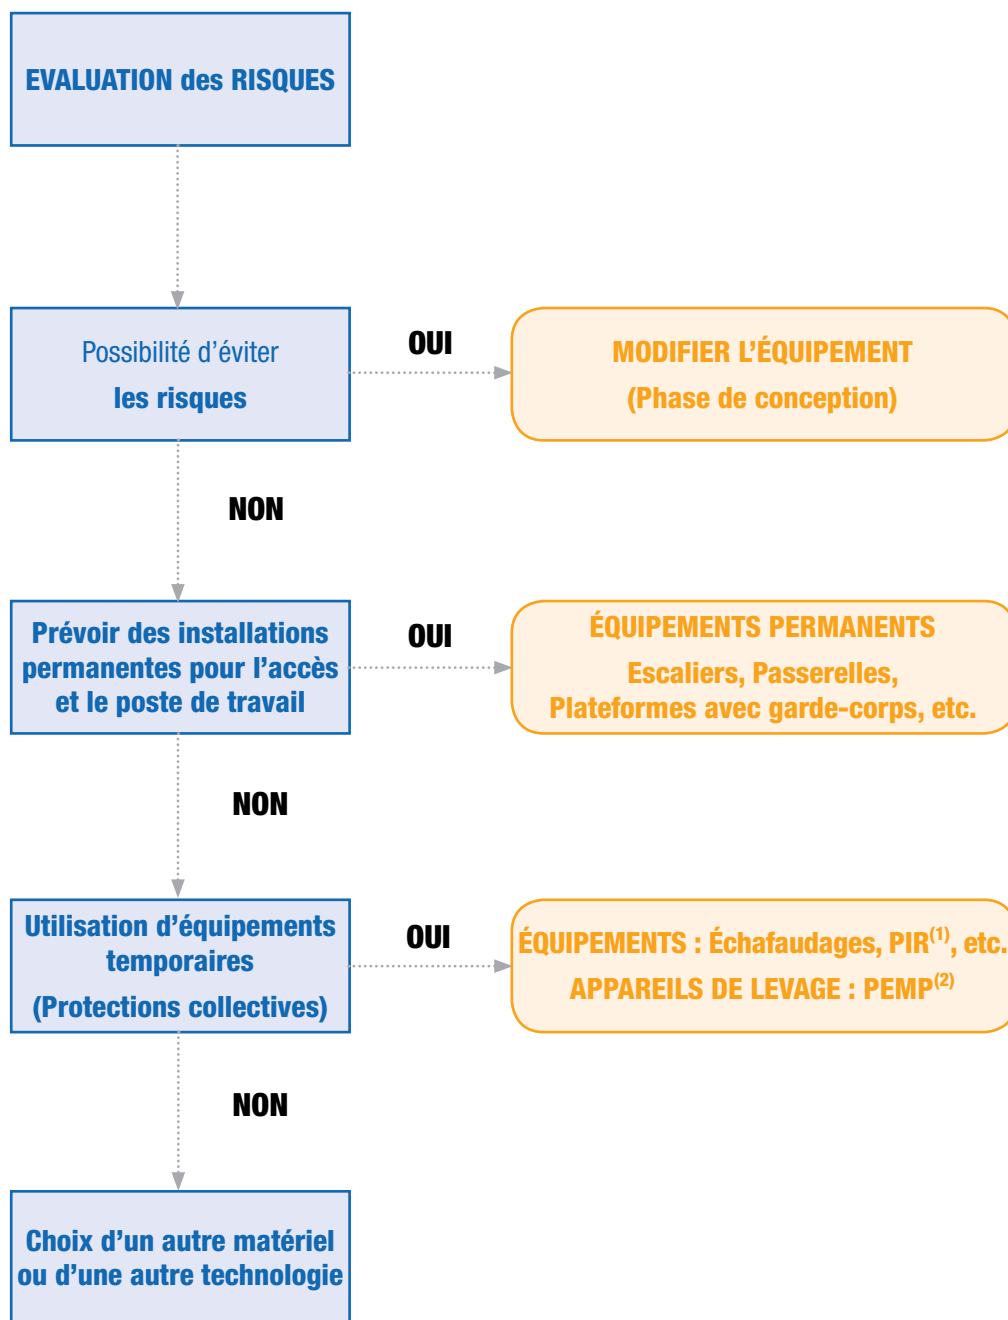 EVALUATION des RISQUES
Possibilité d’éviter
les risques
OUI
MODIFIER L’ÉQUIPEMENT
(Phase de conception)
NON
Prévoir des installations
permanentes pour l’accès
et le poste de travail
OUI
ÉQUIPEMENTS PERMANENTS
Escaliers, Passerelles,
Plateformes avec garde-corps, etc.
NON
Utilisation d’équipements
temporaires
(Protections collectives)
OUI
ÉQUIPEMENTS : Échafaudages, PIR(1), etc.
APPAREILS DE LEVAGE : PEMP(2)
NON
Choix d’un autre matériel
ou d’une autre technologie